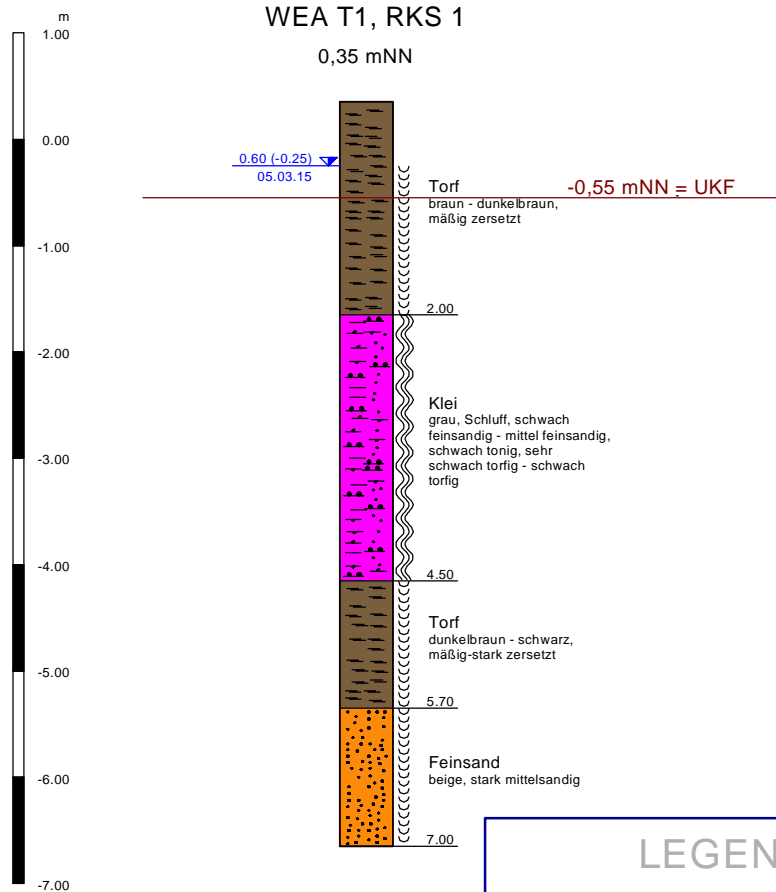 WEA T1, RKS 1
0,35 mNN
m
1.00
0.00
-1.00
-2.00
-3.00
-4.00
-5.00
-6.00
-7.00
0.60 (-0.25)
05.03.15
-0,55 mNN = UKF
Torf
braun - dunkelbraun,
mäßig zersetzt
2.00
Klei
grau, Schluff, schwach
feinsandig - mittel feinsandig,
schwach tonig, sehr
schwach torfig - schwach
torfig
4.50
Torf
dunkelbraun - schwarz,
mäßig-stark zersetzt
5.70
Feinsand
beige, stark mittelsandig
7.00
LEGEN